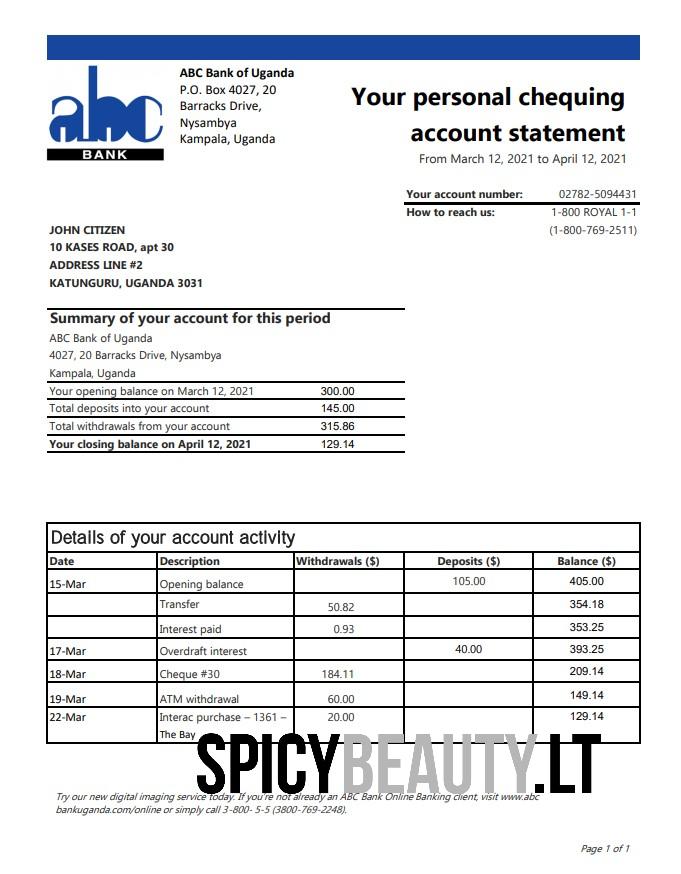 abc
BANK
ABC Bank of Uganda
P.O. Box 4027, 20
Barracks Drive,
Nysambya
Kampala, Uganda
Your personal chequing
account statement
From March 12, 2021 to April 12, 2021
Your account number: 02782-5094431
How to reach us: 1-800 ROYAL 1-1
(1-800-769-2511)
JOHN CITIZEN
10 KASES ROAD, apt 30
ADDRESS LINE #2
KATUNGURU, UGANDA 3031
Summary of your account for this period
ABC Bank of Uganda
4027, 20 Barracks Drive, Nysambya
Kampala, Uganda
Your opening balance on March 12, 2021 300.00
Total deposits into your account 145.00
Total withdrawals from your account 315.86
Your closing balance on April 12, 2021 129.14
Details of your account activity
Date Description Withdrawals ($) Deposits ($) Balance ($)
15-Mar Opening balance 105.00 405.00
Transfer 50.82 354.18
Interest paid 0.93 353.25
17-Mar Overdraft interest 40.00 393.25
18-Mar Cheque #30 184.11 209.14
19-Mar ATM withdrawal 60.00 149.14
22-Mar Interac purchase – 1361 – 20.00 129.14
The Bay
SPICYBEAUTY.LT
Try our new digital imaging service today. If you're not already an ABC Bank Online Banking client, visit www.abc
bankuganda.com/online or simply call 3-800- 5-5 (3800-769-2248).
Page 1 of 1